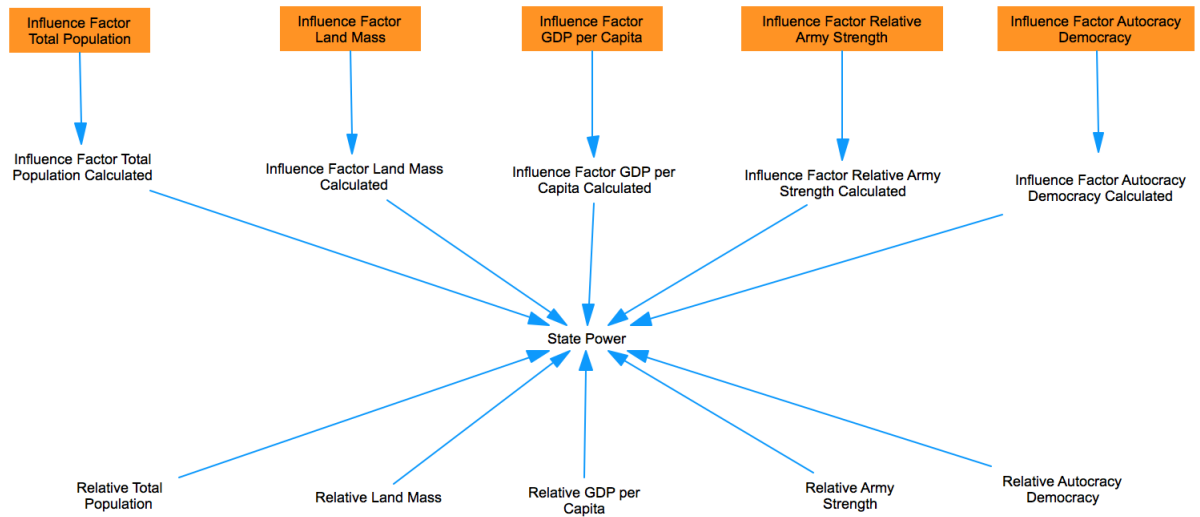 Influence Factor
Total Population
Influence Factor
Land Mass
Influence Factor
GDP per Capita
Influence Factor Relative
Army Strength
Influence Factor Autocracy
Democracy
Influence Factor Total
Population Calculated
Influence Factor Land Mass
Calculated
Influence Factor GDP per
Capita Calculated
Influence Factor Relative Army
Strength Calculated
Influence Factor Autocracy
Democracy Calculated
State Power
Relative Total
Population
Relative Land Mass
Relative GDP per
Capita
Relative Army
Strength
Relative Autocracy
Democracy